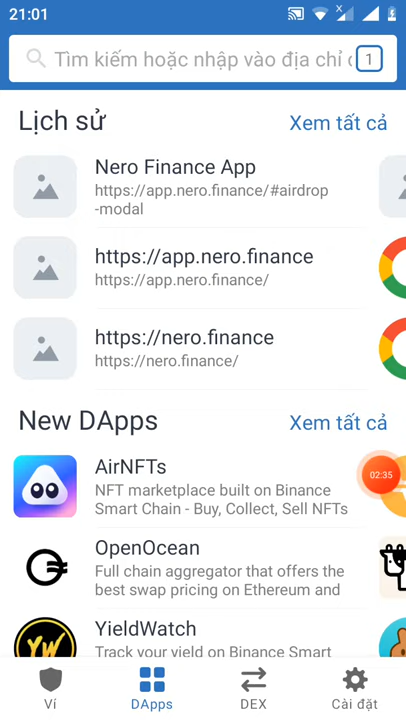 21:01
Tìm kiếm hoặc nhập vào địa chỉ
1
Lịch sử
Xem tất cả
Nero Finance App
https://app.nero.finance/#airdrop
-modal
https://app.nero.finance
https://app.nero.finance/
https://nero.finance
https://nero.finance/
New DApps
Xem tất cả
AirNFTs
NFT marketplace built on Binance
Smart Chain - Buy, Collect, Sell NFTs
02:35
OpenOcean
Full chain aggregator that offers the
best swap pricing on Ethereum and
YW
YieldWatch
Track your yield on Binance Smart
Ví
DApps
DEX
Cài đặt